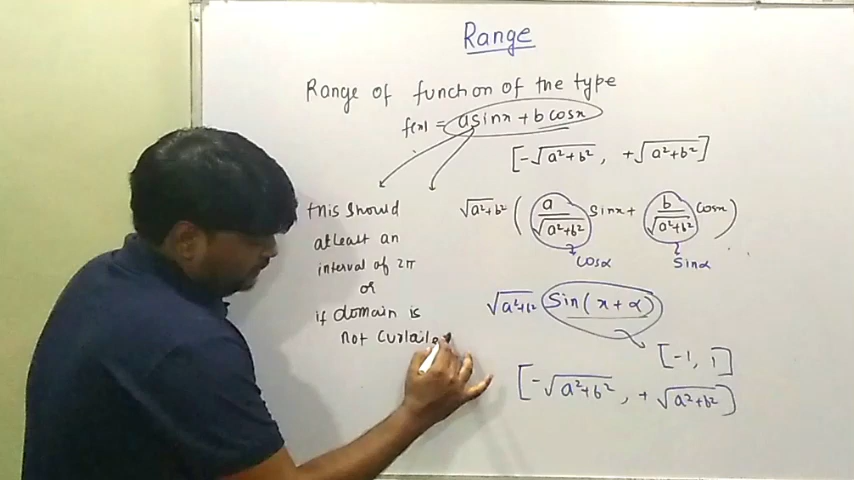 Range
Range of function of the type
f(x) = a sinx + b cosx
[-√a²+b² , +√a²+b²]
this should
atleast an
interval of 2π
or
if domain is
not curtaile
√a²+b² ( a/√a²+b² sinx + b/√a²+b² cosx )
cosα sinα
√a²+b² sin(x+α)
[-1, 1]
[-√a²+b² , + √a²+b²]